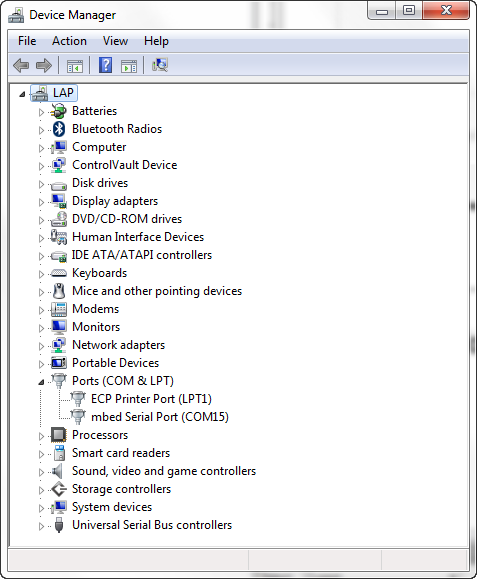 Device Manager
File Action View Help
LAP
Batteries
Bluetooth Radios
Computer
ControlVault Device
Disk drives
Display adapters
DVD/CD-ROM drives
Human Interface Devices
IDE ATA/ATAPI controllers
Keyboards
Mice and other pointing devices
Modems
Monitors
Network adapters
Portable Devices
Ports (COM & LPT)
ECP Printer Port (LPT1)
mbed Serial Port (COM15)
Processors
Smart card readers
Sound, video and game controllers
Storage controllers
System devices
Universal Serial Bus controllers